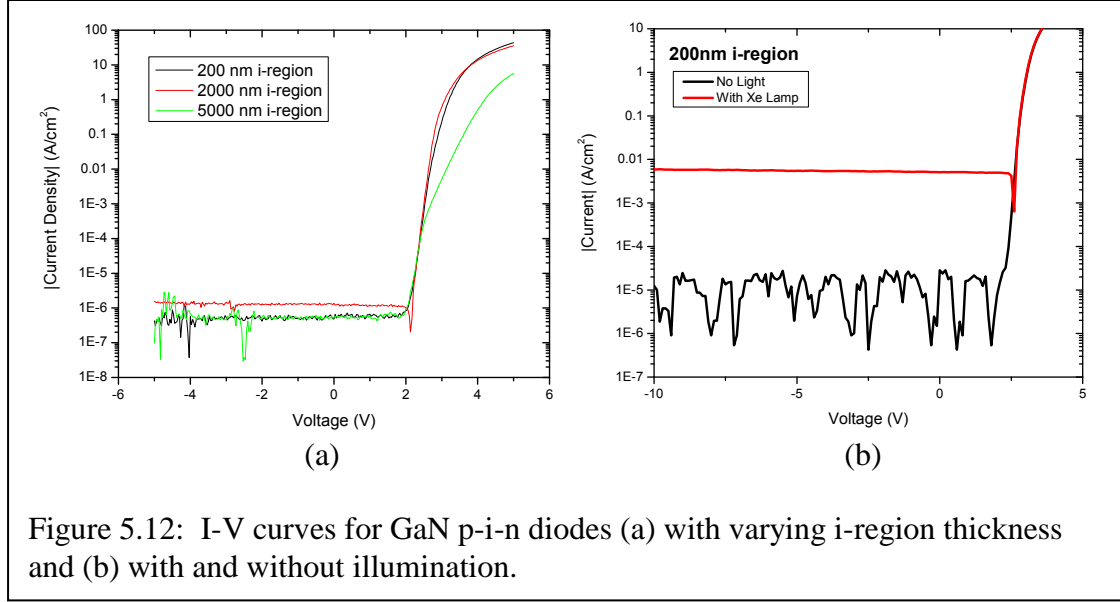 100
10
1
0.1
0.01
1E-3
1E-4
1E-5
1E-6
1E-7
1E-8
|Current Density| (A/cm²)
200 nm i-region
2000 nm i-region
5000 nm i-region
-6 -4 -2 0 2 4 6
Voltage (V)
(a)
10
1
0.1
0.01
1E-3
1E-4
1E-5
1E-6
1E-7
|Current| (A/cm²)
200nm i-region
No Light
With Xe Lamp
-10 -5 0 5
Voltage (V)
(b)
Figure 5.12: I-V curves for GaN p-i-n diodes (a) with varying i-region thickness
and (b) with and without illumination.